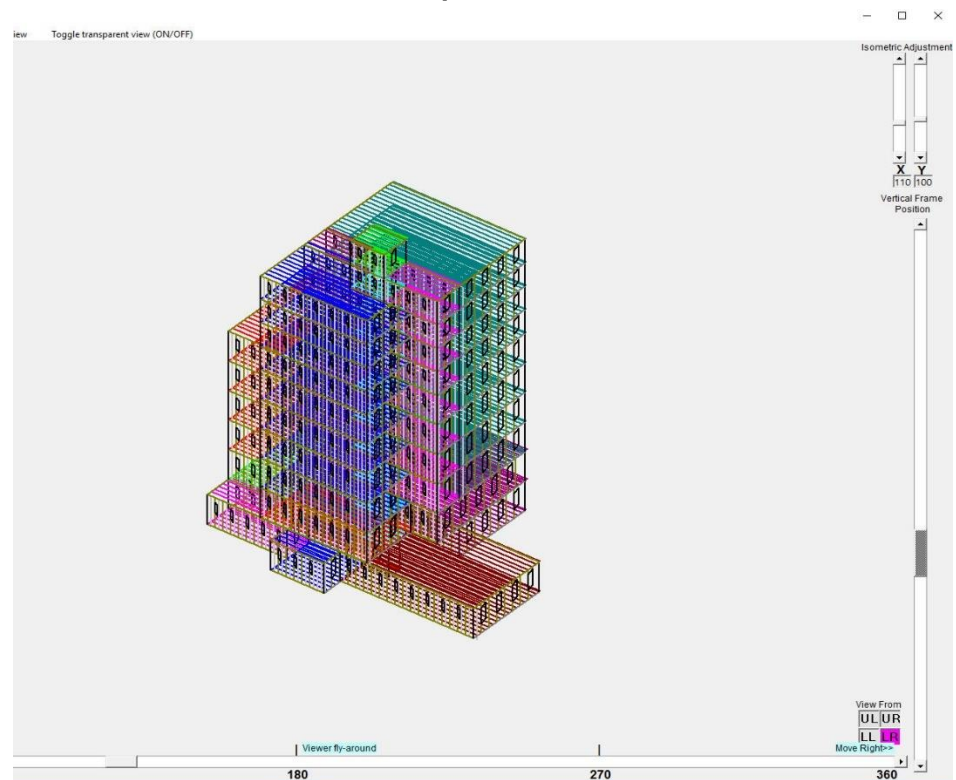 iew Toggle transparent view (ON/OFF)
Isometric Adjustment
X Y
110 100
Vertical Frame
Position
View From
UL UR
LL LR
Viewer fly-around
Move Right>>
180 270 360